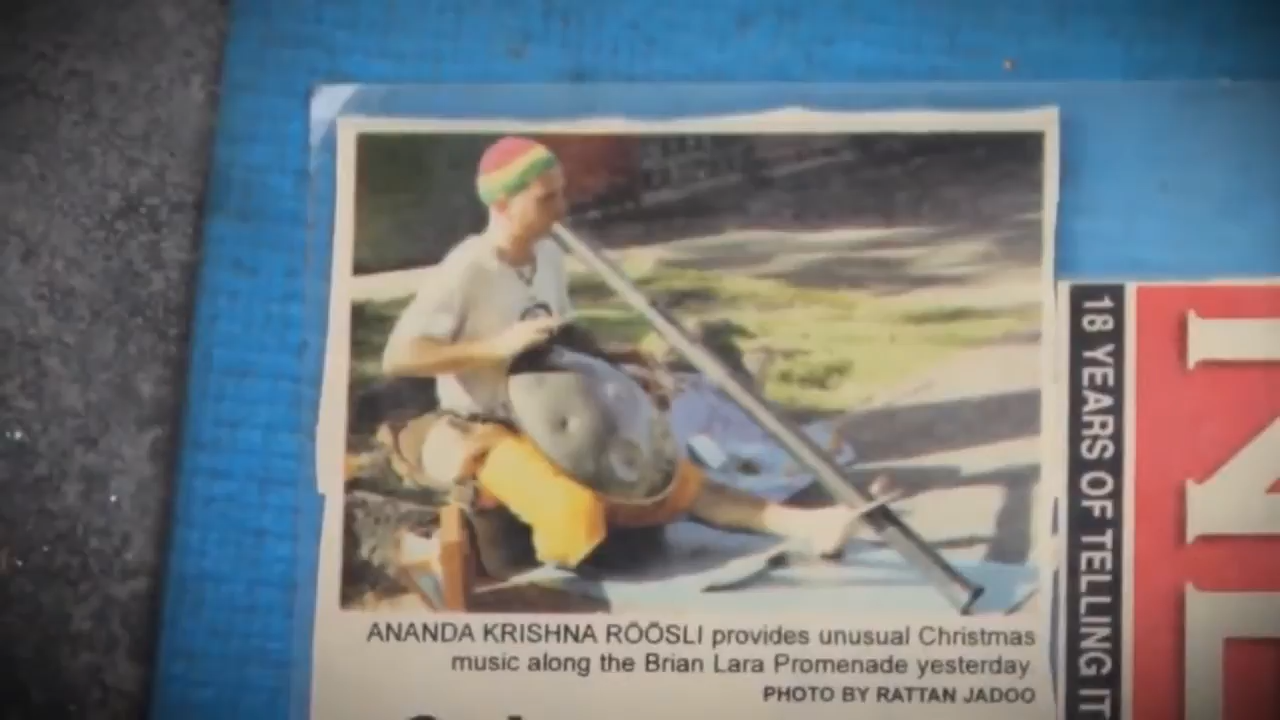 ANANDA KRISHNA RÖÖSLI provides unusual Christmas
music along the Brian Lara Promenade yesterday
PHOTO BY RATTAN JADOO
18 YEARS OF TELLING IT